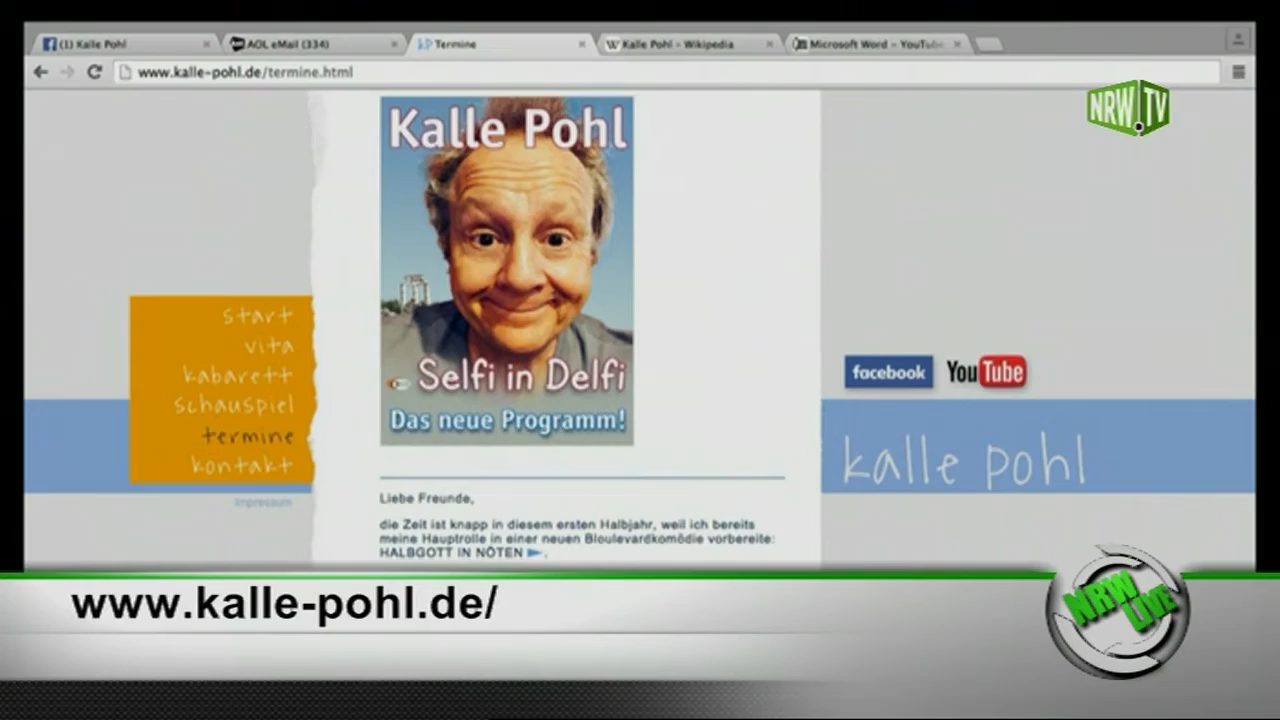 (1) Kalle Pohl
AOL eMail (334)
Termine
Kalle Pohl – Wikipedia
Microsoft Word – YouTube
www.kalle-pohl.de/termine.html
NRW.TV
Kalle Pohl
Selfi in Delfi
Das neue Programm!
start
vita
kabarett
schauspiel
termine
kontakt
Impressum
facebook
YouTube
kalle pohl
Liebe Freunde,
die Zeit ist knapp in diesem ersten Halbjahr, weil ich bereits
meine Hauptrolle in einer neuen Bloulevardkomödie vorbereite:
HALBGOTT IN NÖTEN .
www.kalle-pohl.de/
NRW
LIVE